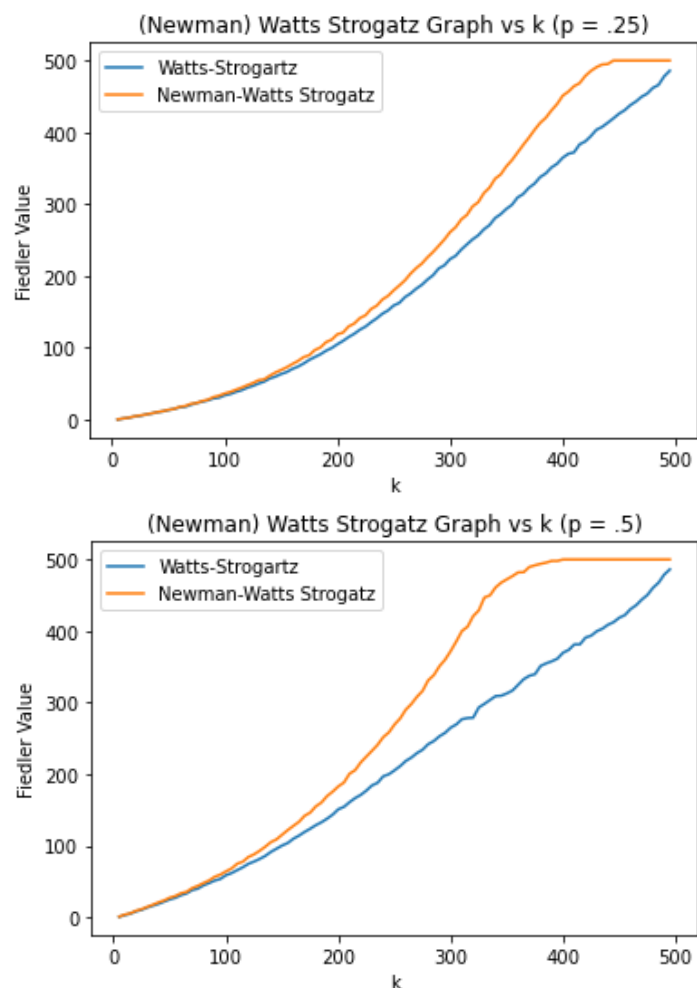 (Newman) Watts Strogatz Graph vs k (p = .25)
500
400
300
200
100
0
Fiedler Value
Watts-Strogartz
Newman-Watts Strogatz
0 100 200 300 400 500
k
(Newman) Watts Strogatz Graph vs k (p = .5)
500
400
300
200
100
0
Fiedler Value
Watts-Strogartz
Newman-Watts Strogatz
0 100 200 300 400 500
k